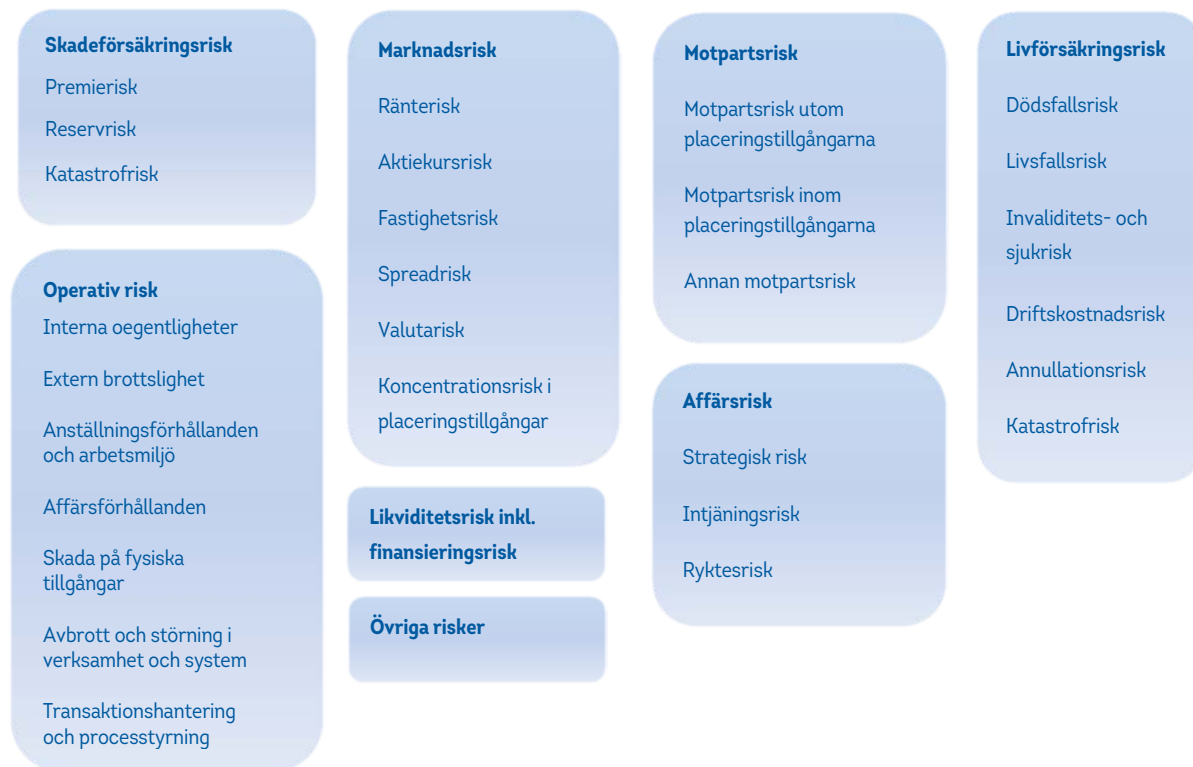 Skadeförsäkringsrisk
Premierisk
Reservrisk
Katastrofrisk
Operativ risk
Interna oegentligheter
Extern brottslighet
Anställningsförhållanden
och arbetsmiljö
Affärsförhållanden
Skada på fysiska
tillgångar
Avbrott och störning i
verksamhet och system
Transaktionshantering
och processtyrning
Marknadsrisk
Ränterisk
Aktiekursrisk
Fastighetsrisk
Spreadrisk
Valutarisk
Koncentrationsrisk i
placeringstillgångar
Likviditetsrisk inkl.
finansieringsrisk
Övriga risker
Motpartsrisk
Motpartsrisk utom
placeringstillgångarna
Motpartsrisk inom
placeringstillgångarna
Annan motpartsrisk
Affärsrisk
Strategisk risk
Intjäningsrisk
Ryktesrisk
Livförsäkringsrisk
Dödsfallsrisk
Livsfallsrisk
Invaliditets- och
sjukrisk
Driftskostnadsrisk
Annullationsrisk
Katastrofrisk